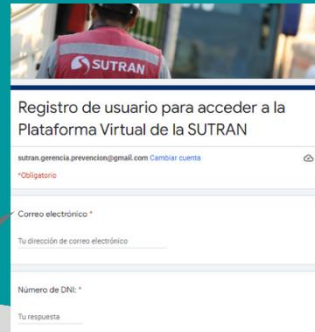 SUTRAN
Registro de usuario para acceder a la
Plataforma Virtual de la SUTRAN
sutran.gerencia.prevencion@gmail.com Cambiar cuenta
*Obligatorio
Correo electrónico *
Tu dirección de correo electrónico
Número de DNI: *
Tu respuesta